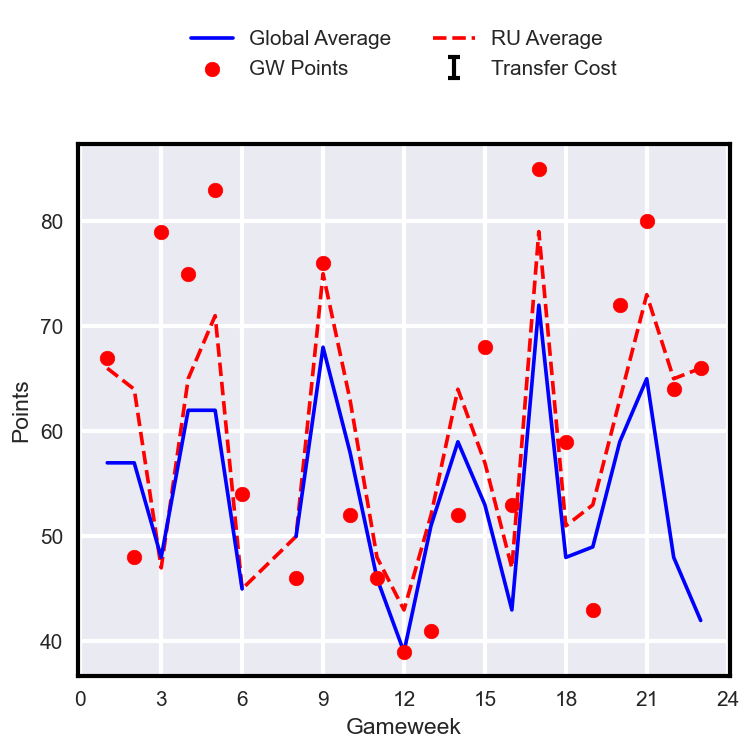 Global Average RU Average
GW Points Transfer Cost
80
70
60
50
40
Points
0 3 6 9 12 15 18 21 24
Gameweek